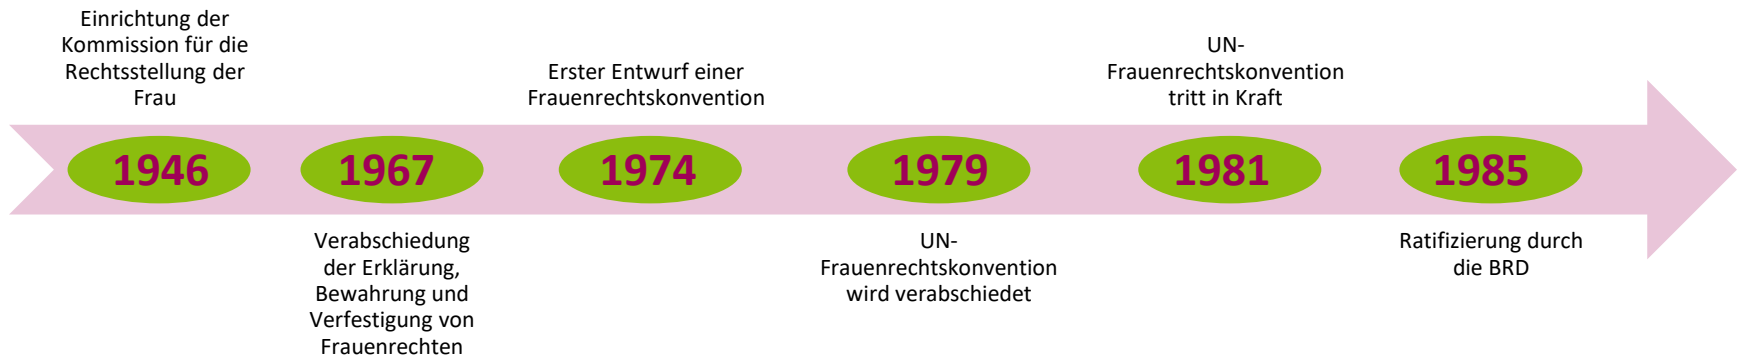 Einrichtung der
Kommission für die
Rechtsstellung der
Frau
Erster Entwurf einer
Frauenrechtskonvention
UN-
Frauenrechtskonvention
tritt in Kraft
1946
1967
1974
1979
1981
1985
Verabschiedung
der Erklärung,
Bewahrung und
Verfestigung von
Frauenrechten
UN-
Frauenrechtskonvention
wird verabschiedet
Ratifizierung durch
die BRD